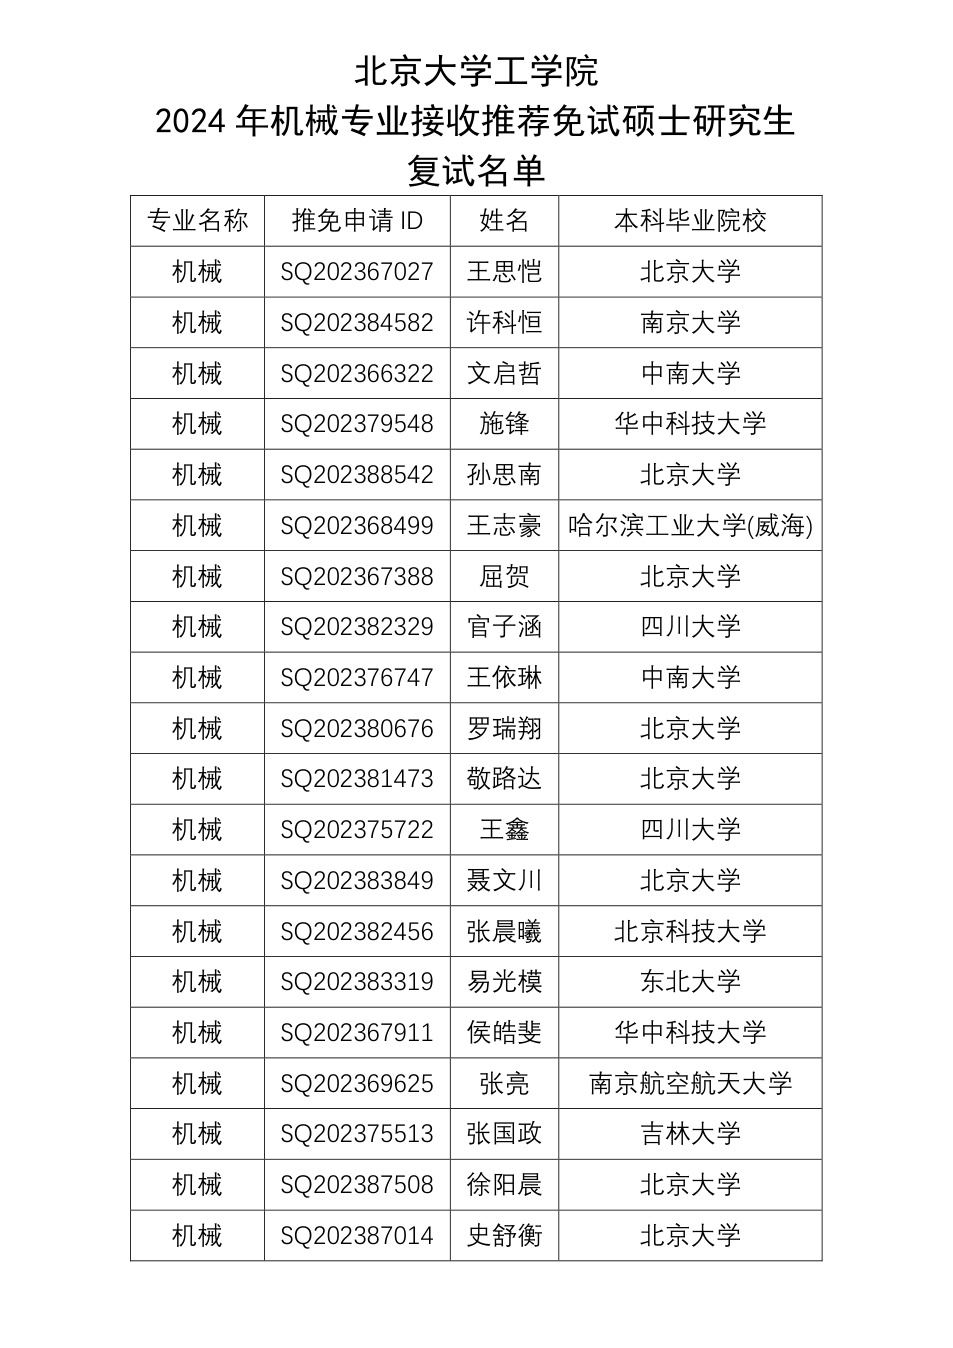 北京大学工学院
2024 年机械专业接收推荐免试硕士研究生
复试名单
专业名称 推免申请 ID 姓名 本科毕业院校
机械 SQ202367027 王思恺 北京大学
机械 SQ202384582 许科恒 南京大学
机械 SQ202366322 文启哲 中南大学
机械 SQ202379548 施锋 华中科技大学
机械 SQ202388542 孙思南 北京大学
机械 SQ202368499 王志豪 哈尔滨工业大学(威海)
机械 SQ202367388 屈贺 北京大学
机械 SQ202382329 官子涵 四川大学
机械 SQ202376747 王依琳 中南大学
机械 SQ202380676 罗瑞翔 北京大学
机械 SQ202381473 敬路达 北京大学
机械 SQ202375722 王鑫 四川大学
机械 SQ202383849 聂文川 北京大学
机械 SQ202382456 张晨曦 北京科技大学
机械 SQ202383319 易光模 东北大学
机械 SQ202367911 侯皓斐 华中科技大学
机械 SQ202369625 张亮 南京航空航天大学
机械 SQ202375513 张国政 吉林大学
机械 SQ202387508 徐阳晨 北京大学
机械 SQ202387014 史舒衡 北京大学